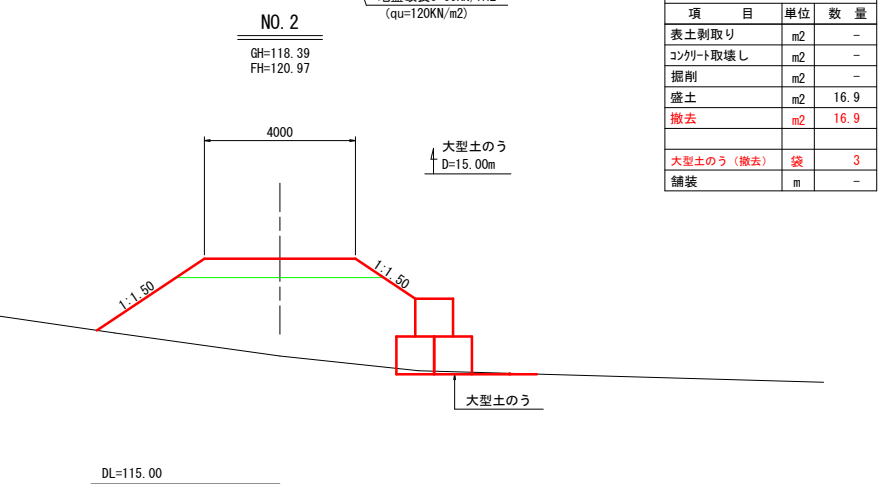 (qu=120KN/m2)
NO. 2
GH=118.39
FH=120.97
項 目 単位 数 量
表土剥取り m2 -
コンクリート取壊し m2 -
掘削 m2 -
盛土 m2 16.9
撤去 m2 16.9
大型土のう（撤去） 袋 3
舗装 m -
4000
大型土のう
D=15.00m
1:1.50
1:1.50
大型土のう
DL=115.00